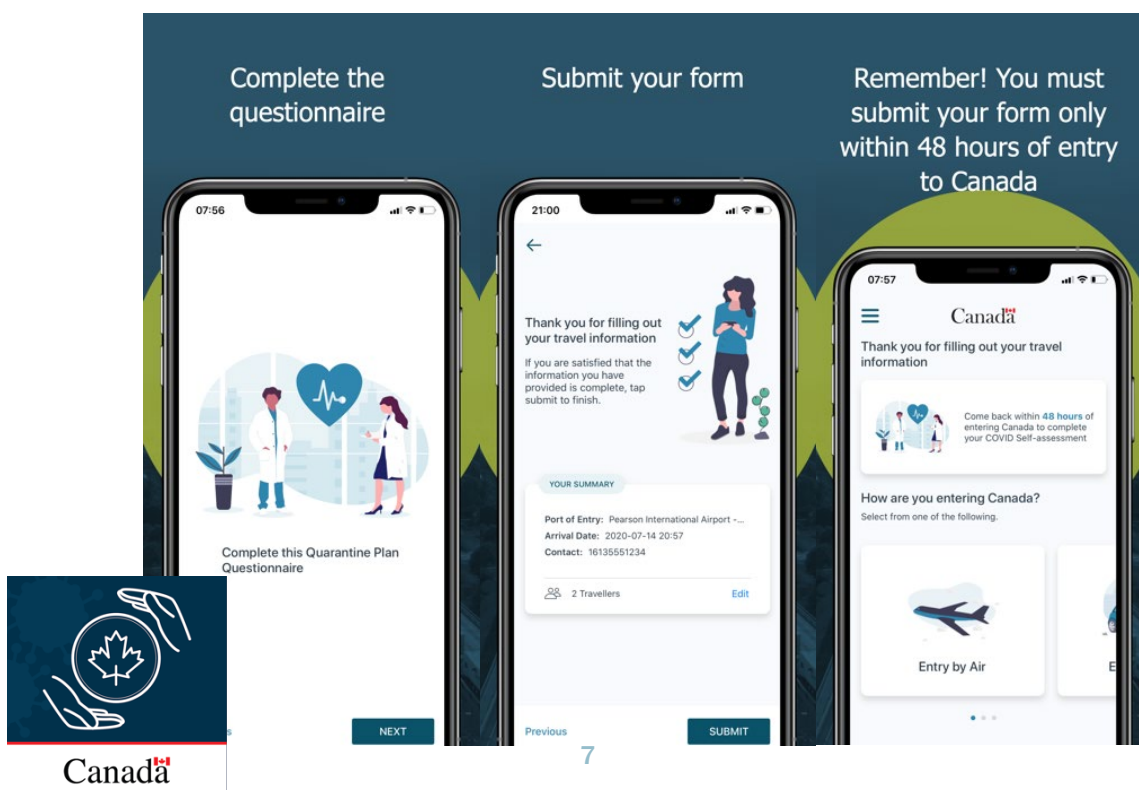 Complete the
questionnaire
07:56
Complete this Quarantine Plan
Questionnaire
NEXT
Submit your form
21:00
Thank you for filling out
your travel information
If you are satisfied that the
information you have
provided is complete, tap
submit to finish.
YOUR SUMMARY
Port of Entry: Pearson International Airport -...
Arrival Date: 2020-07-14 20:57
Contact: 16135551234
2 Travellers
Edit
Previous
SUBMIT
Remember! You must
submit your form only
within 48 hours of entry
to Canada
07:57
Canada
Thank you for filling out your travel
information
Come back within 48 hours of
entering Canada to complete
your COVID Self-assessment
How are you entering Canada?
Select from one of the following.
Entry by Air
E
Canada
7